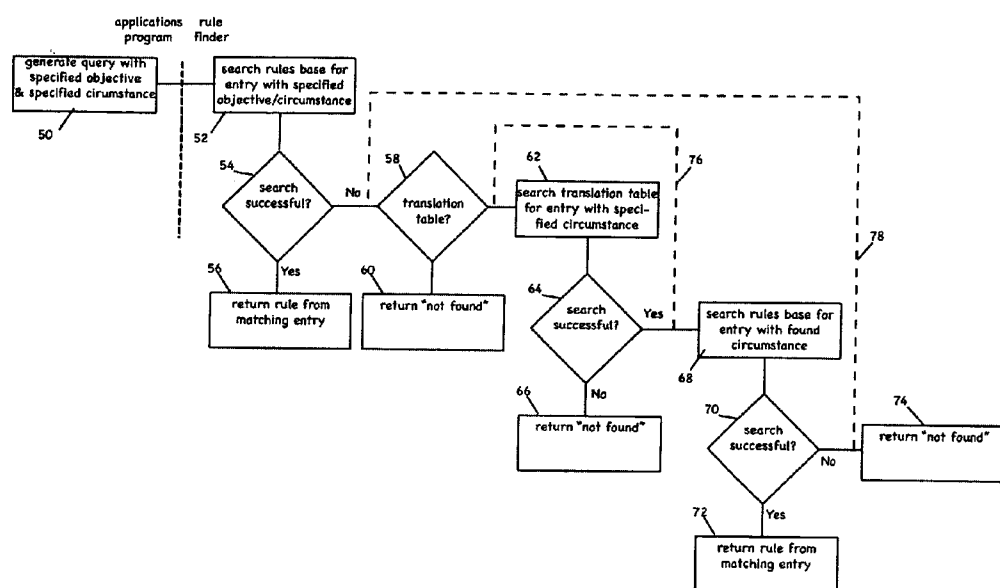 applications rule
program finder
generate query with
specified objective
& specified cirumstance
50
search rules base for
entry with specified
objective/circumstance
52
54
search
successful?
No
Yes
56
return rule from
matching entry
58
translation
table?
60
return "not found"
62
search translation table
for entry with speci-
fied circumstance
76
78
64
search
successful?
Yes
No
66
return "not found"
search rules base for
entry with found
circumstance
68
70
search
successful?
No
Yes
74
return "not found"
72
return rule from
matching entry